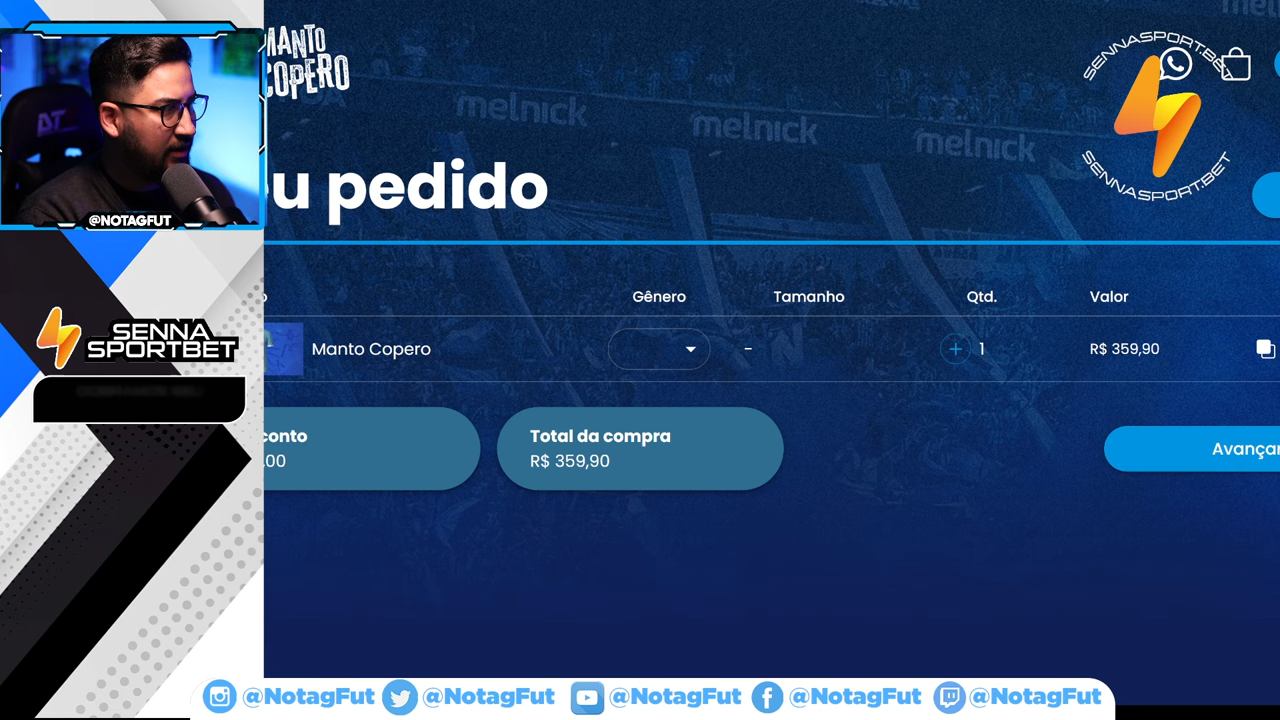 MANTO
COPERO
melnick
melnick
melnick
SENNASPORT.BET
SENNASPORT.BET
@NOTAGFUT
u pedido
Gênero
Tamanho
Qtd.
Valor
Manto Copero
-
+ 1
R$ 359,90
SENNA
SPORTBET
conto
,00
Total da compra
R$ 359,90
Avançar
@NotagFut
@NotagFut
@NotagFut
@NotagFut
@NotagFut